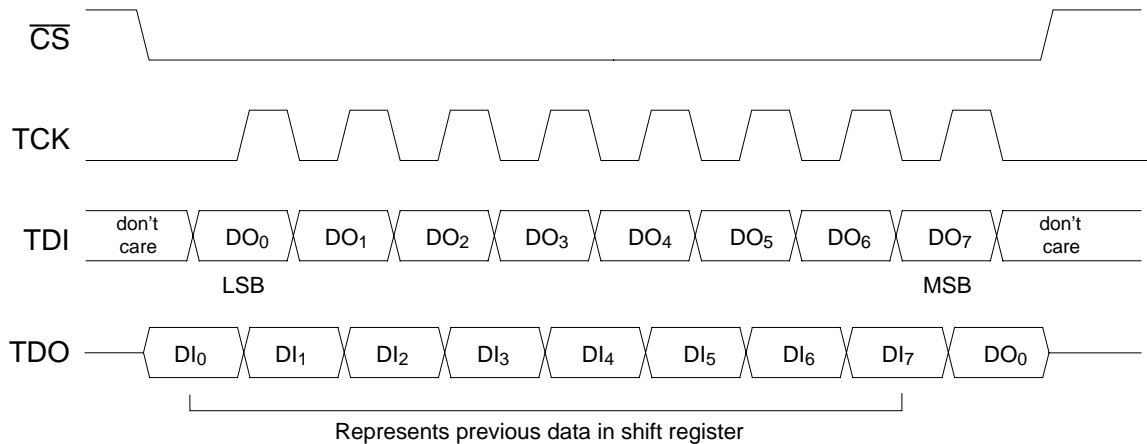 CS
TCK
TDI don't care DO0 DO1 DO2 DO3 DO4 DO5 DO6 DO7 don't care
LSB MSB
TDO DI0 DI1 DI2 DI3 DI4 DI5 DI6 DI7 DO0
Represents previous data in shift register